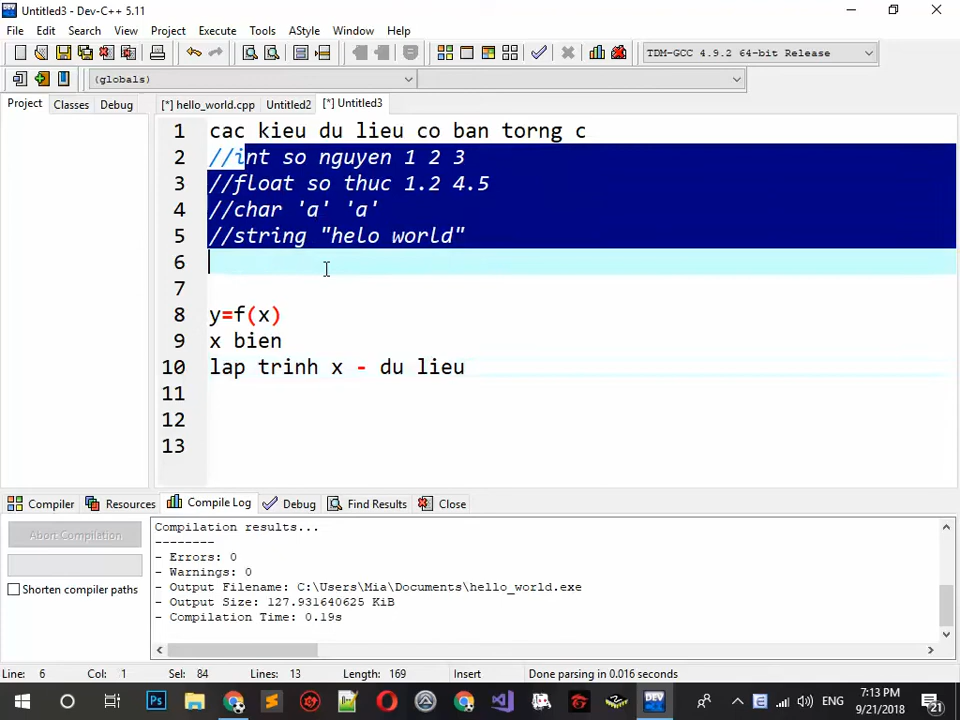 Untitled3 - Dev-C++ 5.11
File Edit Search View Project Execute Tools AStyle Window Help
TDM-GCC 4.9.2 64-bit Release
(globals)
Project Classes Debug [*] hello_world.cpp Untitled2 [*] Untitled3
1 cac kieu du lieu co ban torng c
2 //int so nguyen 1 2 3
3 //float so thuc 1.2 4.5
4 //char 'a' 'a'
5 //string "helo world"
6
7
8 y=f(x)
9 x bien
10 lap trinh x - du lieu
11
12
13
Compiler Resources Compile Log Debug Find Results Close
Abort Compilation
Shorten compiler paths
Compilation results...
--------
- Errors: 0
- Warnings: 0
- Output Filename: C:\Users\Mia\Documents\hello_world.exe
- Output Size: 127.931640625 KiB
- Compilation Time: 0.19s
Line: 6 Col: 1 Sel: 84 Lines: 13 Length: 169 Insert Done parsing in 0.016 seconds
Ps ENG 7:13 PM
9/21/2018 21